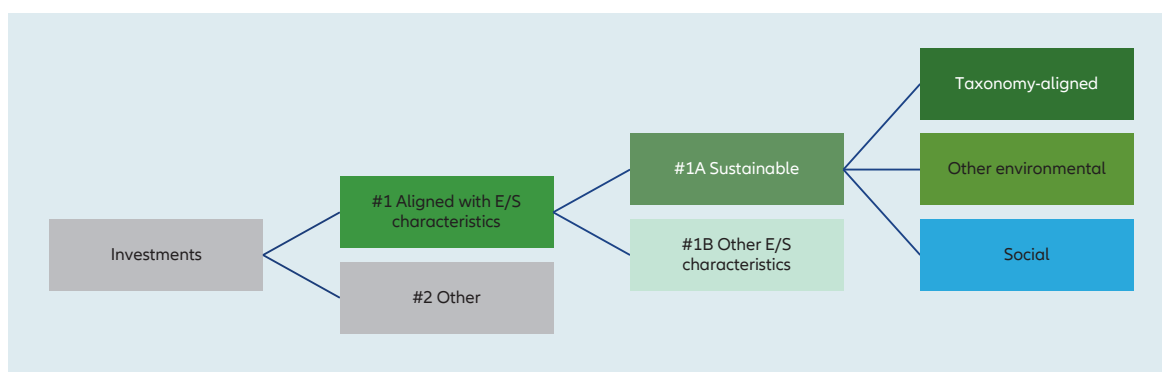 Investments
#1 Aligned with E/S
characteristics
#2 Other
#1A Sustainable
#1B Other E/S
characteristics
Taxonomy-aligned
Other environmental
Social